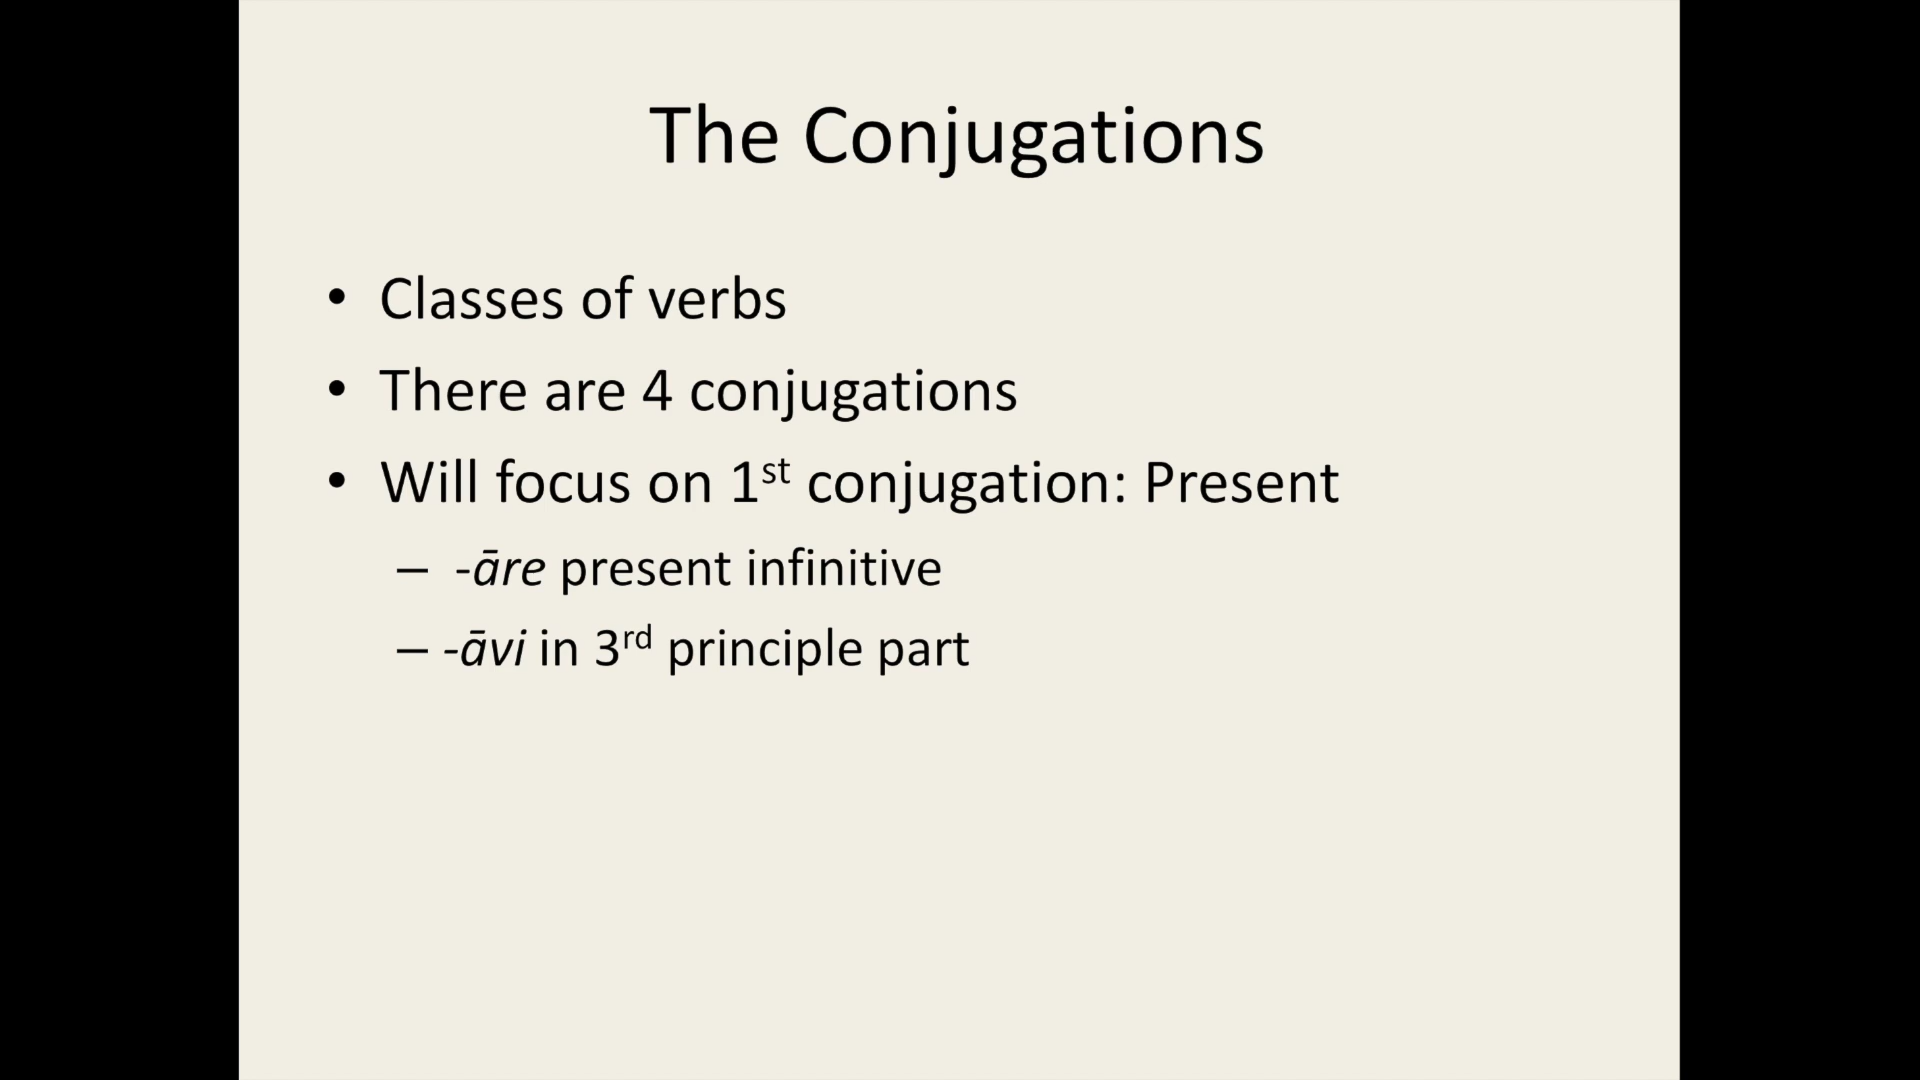 The Conjugations
• Classes of verbs
• There are 4 conjugations
• Will focus on 1st conjugation: Present
– -āre present infinitive
– -āvi in 3rd principle part